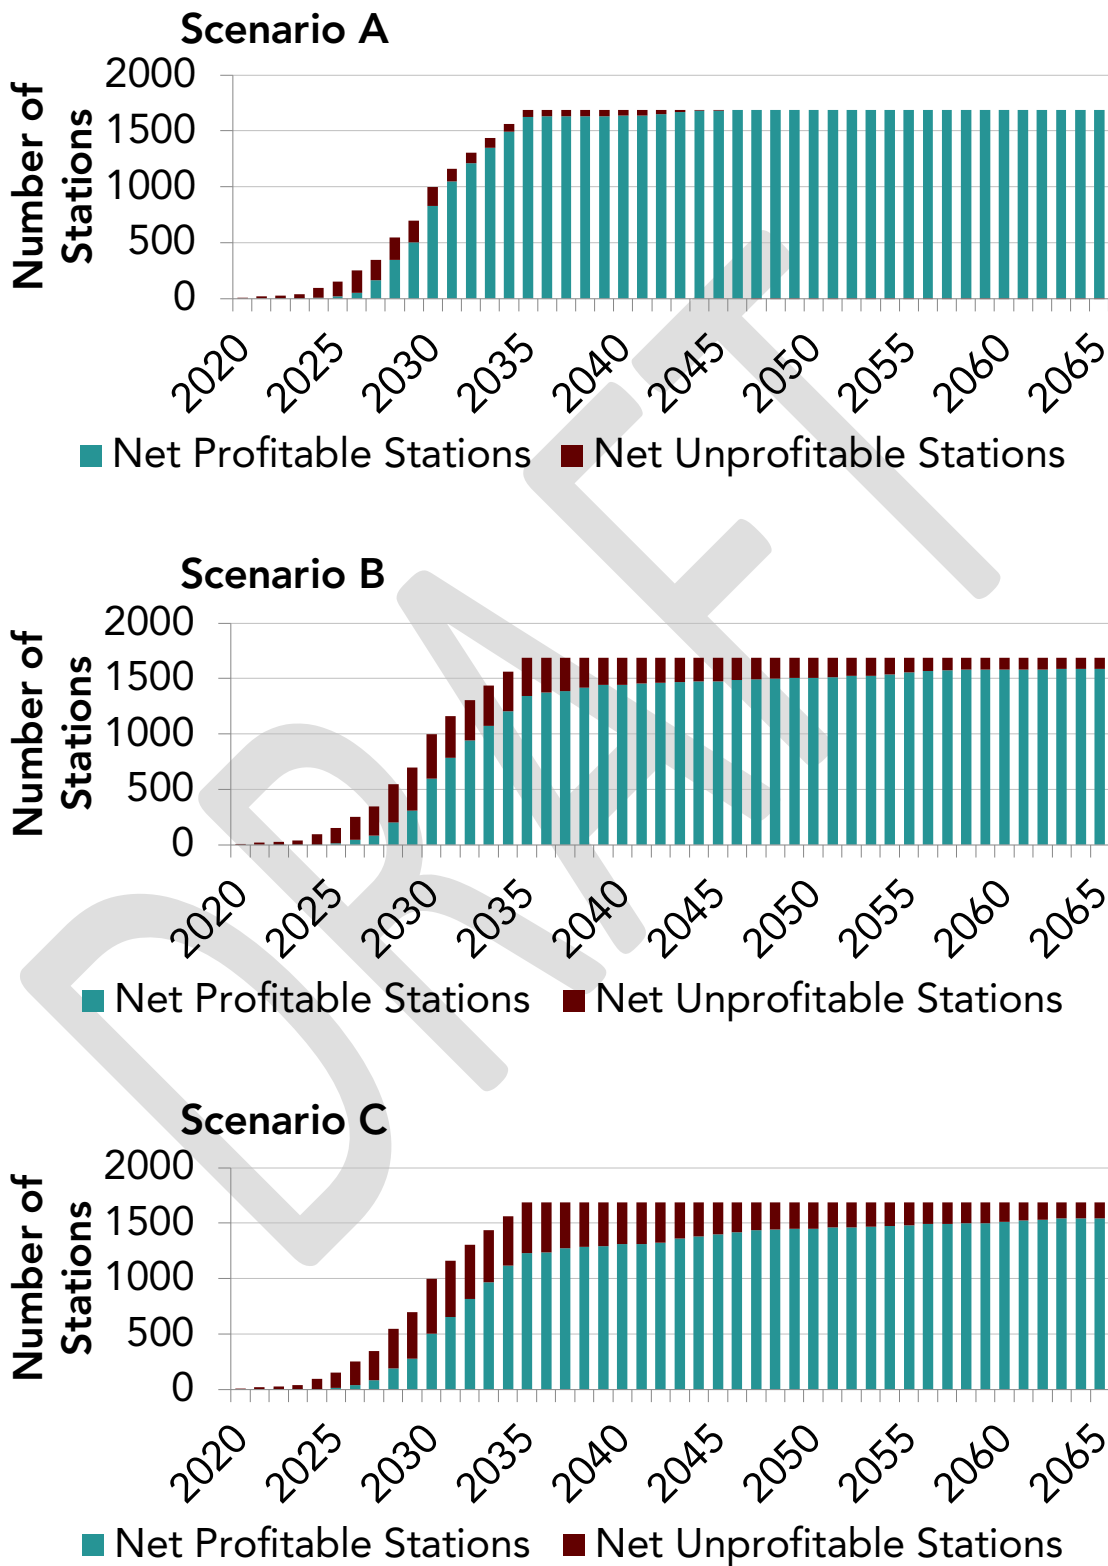 Scenario A
Number of
Stations
2000
1500
1000
500
0
2020 2025 2030 2035 2040 2045 2050 2055 2060 2065
Net Profitable Stations Net Unprofitable Stations
Scenario B
Number of
Stations
2000
1500
1000
500
0
2020 2025 2030 2035 2040 2045 2050 2055 2060 2065
Net Profitable Stations Net Unprofitable Stations
Scenario C
Number of
Stations
2000
1500
1000
500
0
2020 2025 2030 2035 2040 2045 2050 2055 2060 2065
Net Profitable Stations Net Unprofitable Stations
DRAFT